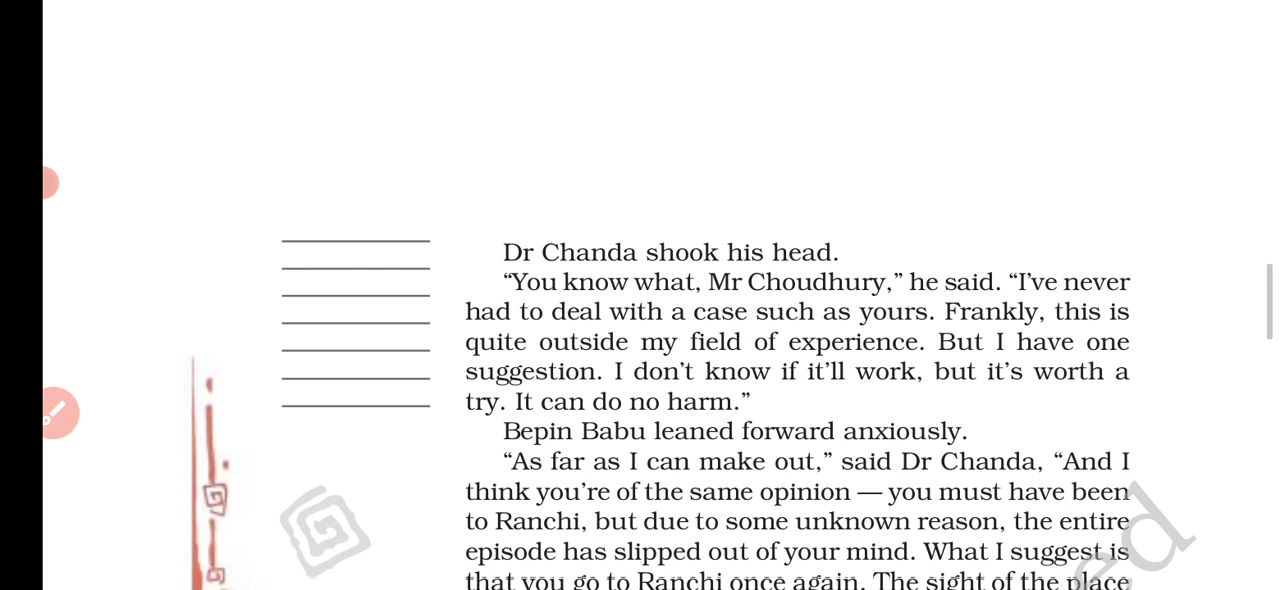 Dr Chanda shook his head.
“You know what, Mr Choudhury,” he said. “I’ve never
had to deal with a case such as yours. Frankly, this is
quite outside my field of experience. But I have one
suggestion. I don’t know if it’ll work, but it’s worth a
try. It can do no harm.”
Bepin Babu leaned forward anxiously.
“As far as I can make out,” said Dr Chanda, “And I
think you’re of the same opinion — you must have been
to Ranchi, but due to some unknown reason, the entire
episode has slipped out of your mind. What I suggest is
that you go to Ranchi once again. The sight of the place
ed